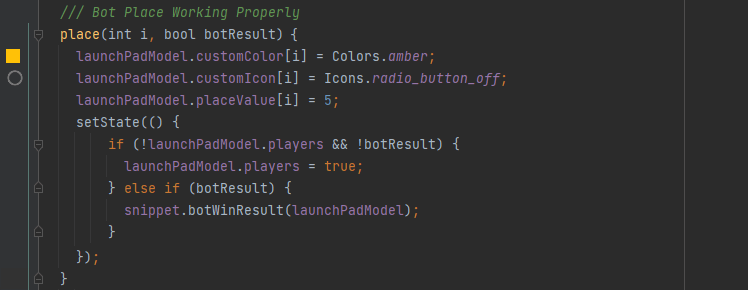 /// Bot Place Working Properly
place(int i, bool botResult) {
launchPadModel.customColor[i] = Colors.amber;
launchPadModel.customIcon[i] = Icons.radio_button_off;
launchPadModel.placeValue[i] = 5;
setState(() {
if (!launchPadModel.players && !botResult) {
launchPadModel.players = true;
} else if (botResult) {
snippet.botWinResult(launchPadModel);
}
});
}